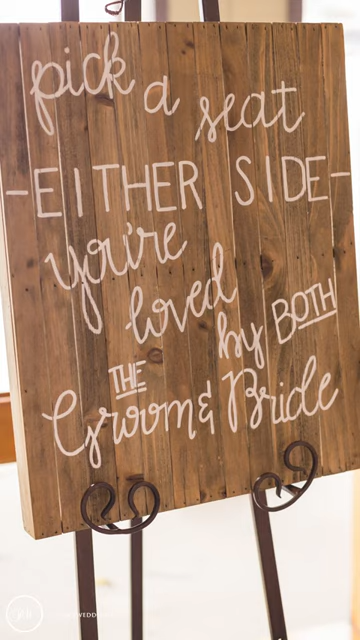 pick
a seat
-EITHER SIDE-
you're
loved
by BOTH
THE
Groom & Bride